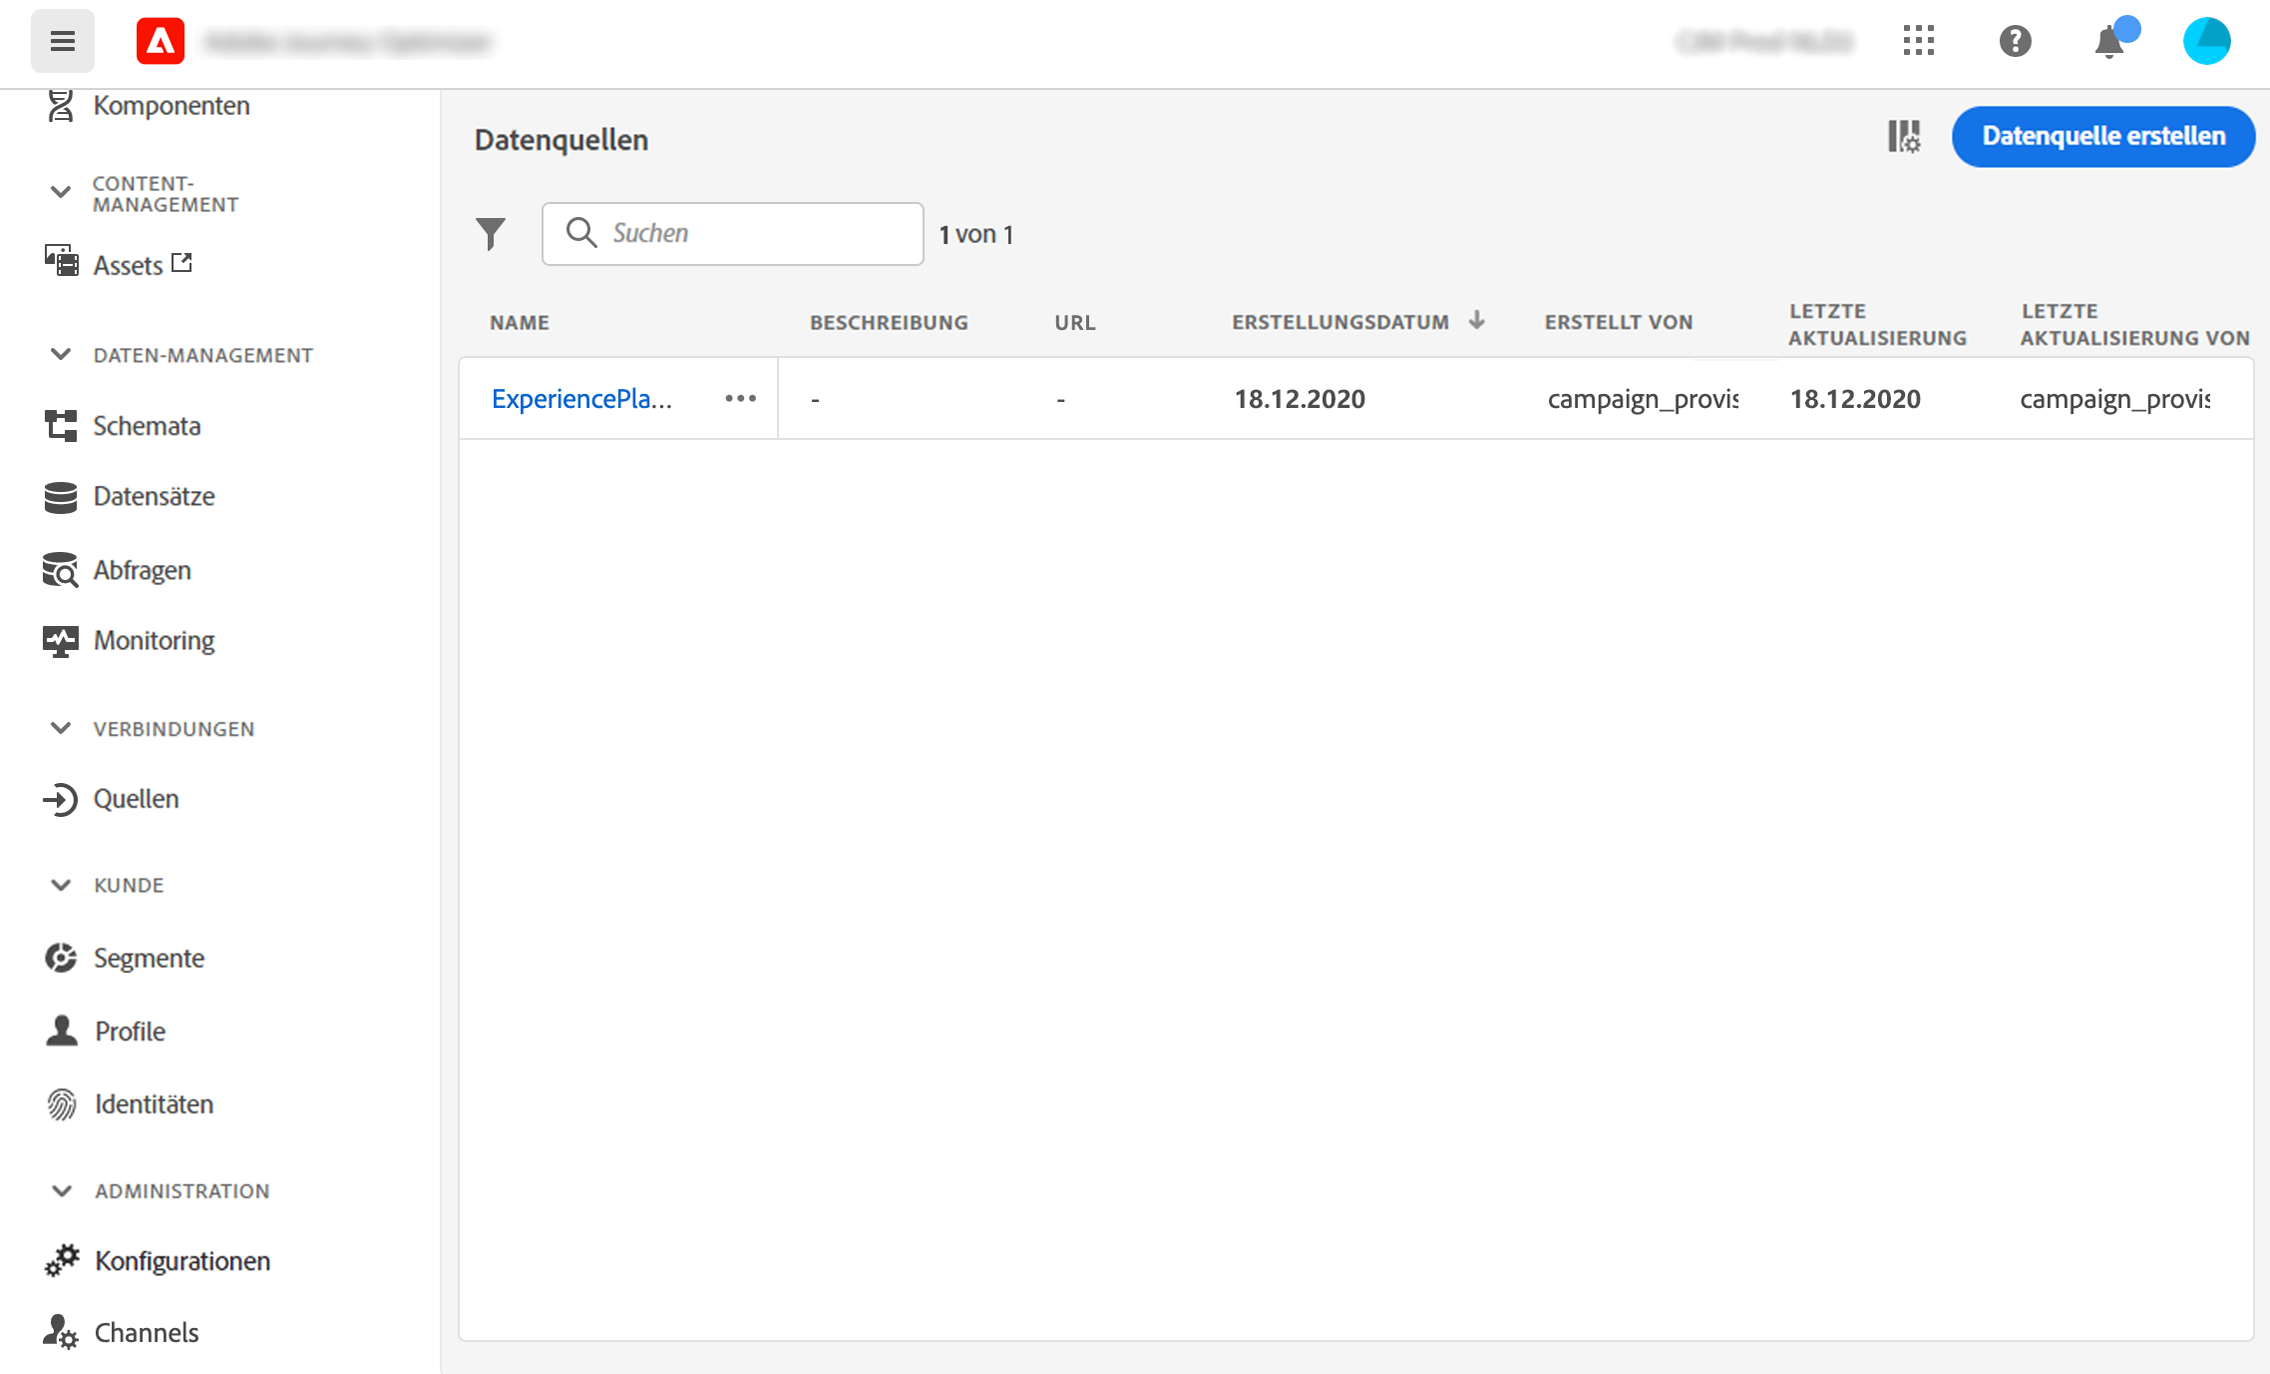 Komponenten
CONTENT-
MANAGEMENT
Assets
DATEN-MANAGEMENT
Schemata
Datensätze
Abfragen
Monitoring
VERBINDUNGEN
Quellen
KUNDE
Segmente
Profile
Identitäten
ADMINISTRATION
Konfigurationen
Channels
Datenquellen
Datenquelle erstellen
Suchen
1 von 1
NAME BESCHREIBUNG URL ERSTELLUNGSDATUM ERSTELLT VON LETZTE AKTUALISIERUNG LETZTE AKTUALISIERUNG VON
ExperiencePla... - - 18.12.2020 campaign_provis 18.12.2020 campaign_provis